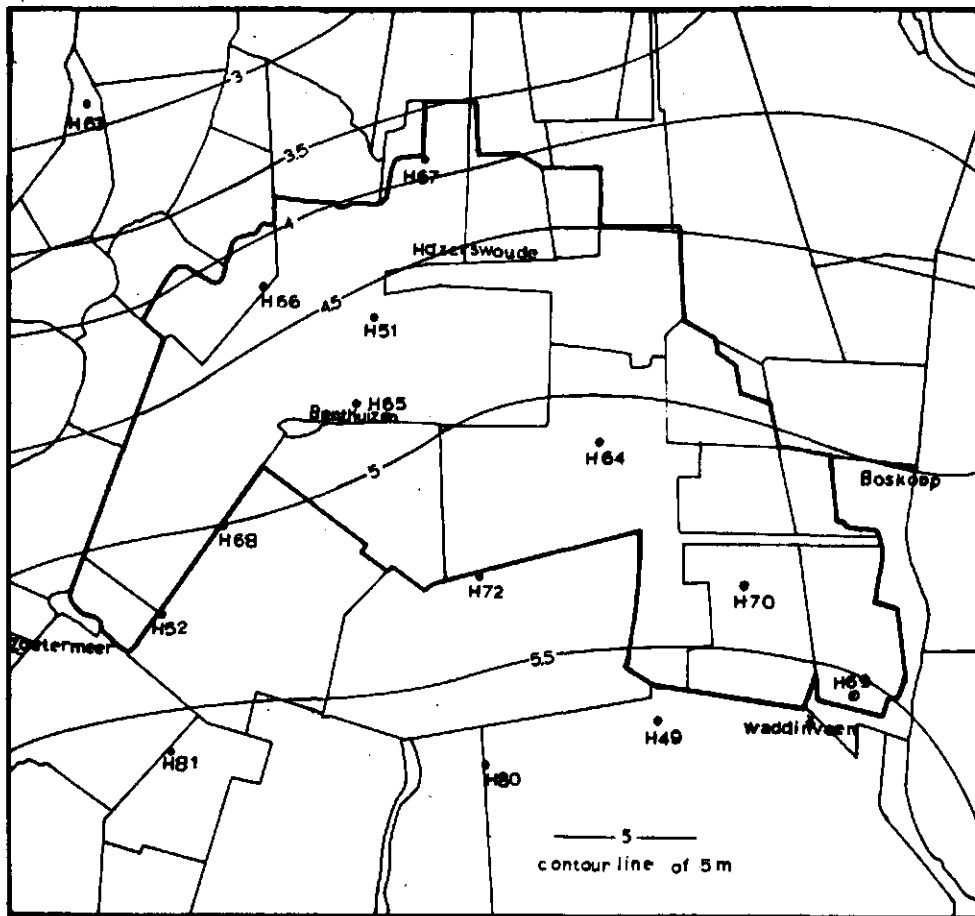 3
H63
3.5
H67
4
Hazerswoude
H66
4.5
H51
H65
Benthuizen
H64
5
Boskoop
H68
H72
H70
H52
Zoetermeer
5.5
H69
H49
Waddinxveen
H81
H80
5
contour line of 5 m